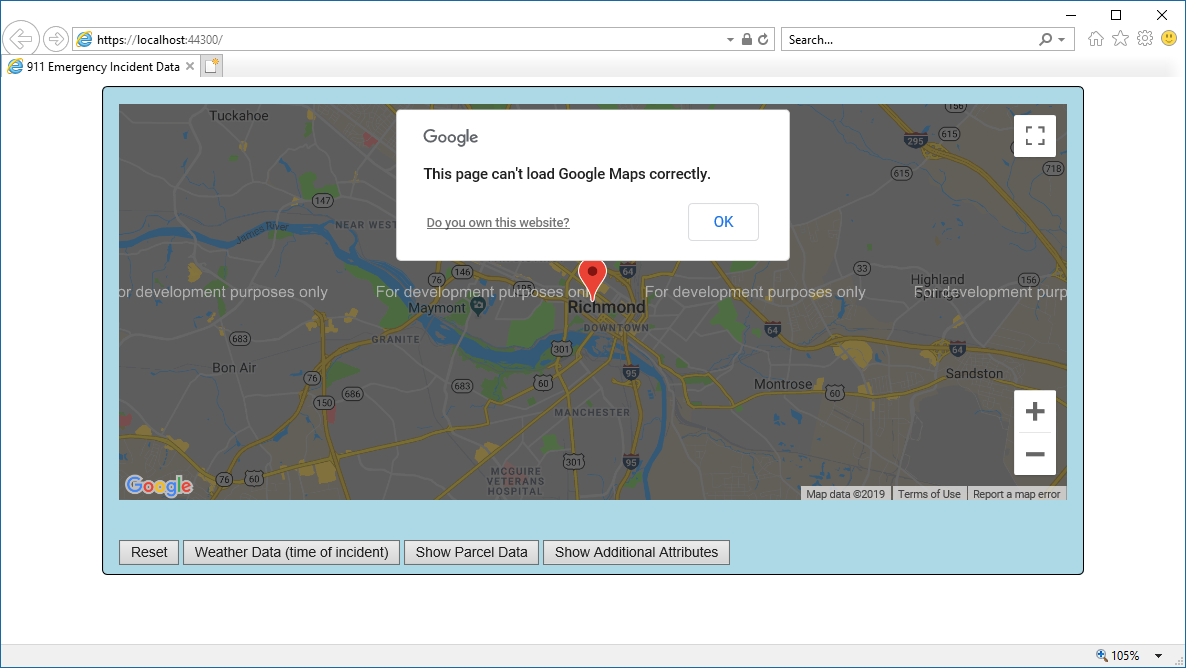 https://localhost:44300/
Search...
911 Emergency Incident Data
Tuckahoe
156
295
615
615
718
147
NEAR WEST
James River
Google
This page can't load Google Maps correctly.
Do you own this website?
OK
146
76
195
64
33
156
Highland
Springs
or development purposes only
For development purposes only
For development purposes only
For development purp
Maymont
Richmond
DOWNTOWN
64
683
GRANITE
301
64
Bon Air
95
76
683
60
Sandston
Montrose
60
686
150
MANCHESTER
301
95
MCGUIRE
VETERANS
HOSPITAL
76
60
Google
Map data ©2019
Terms of Use
Report a map error
Reset
Weather Data (time of incident)
Show Parcel Data
Show Additional Attributes
105%